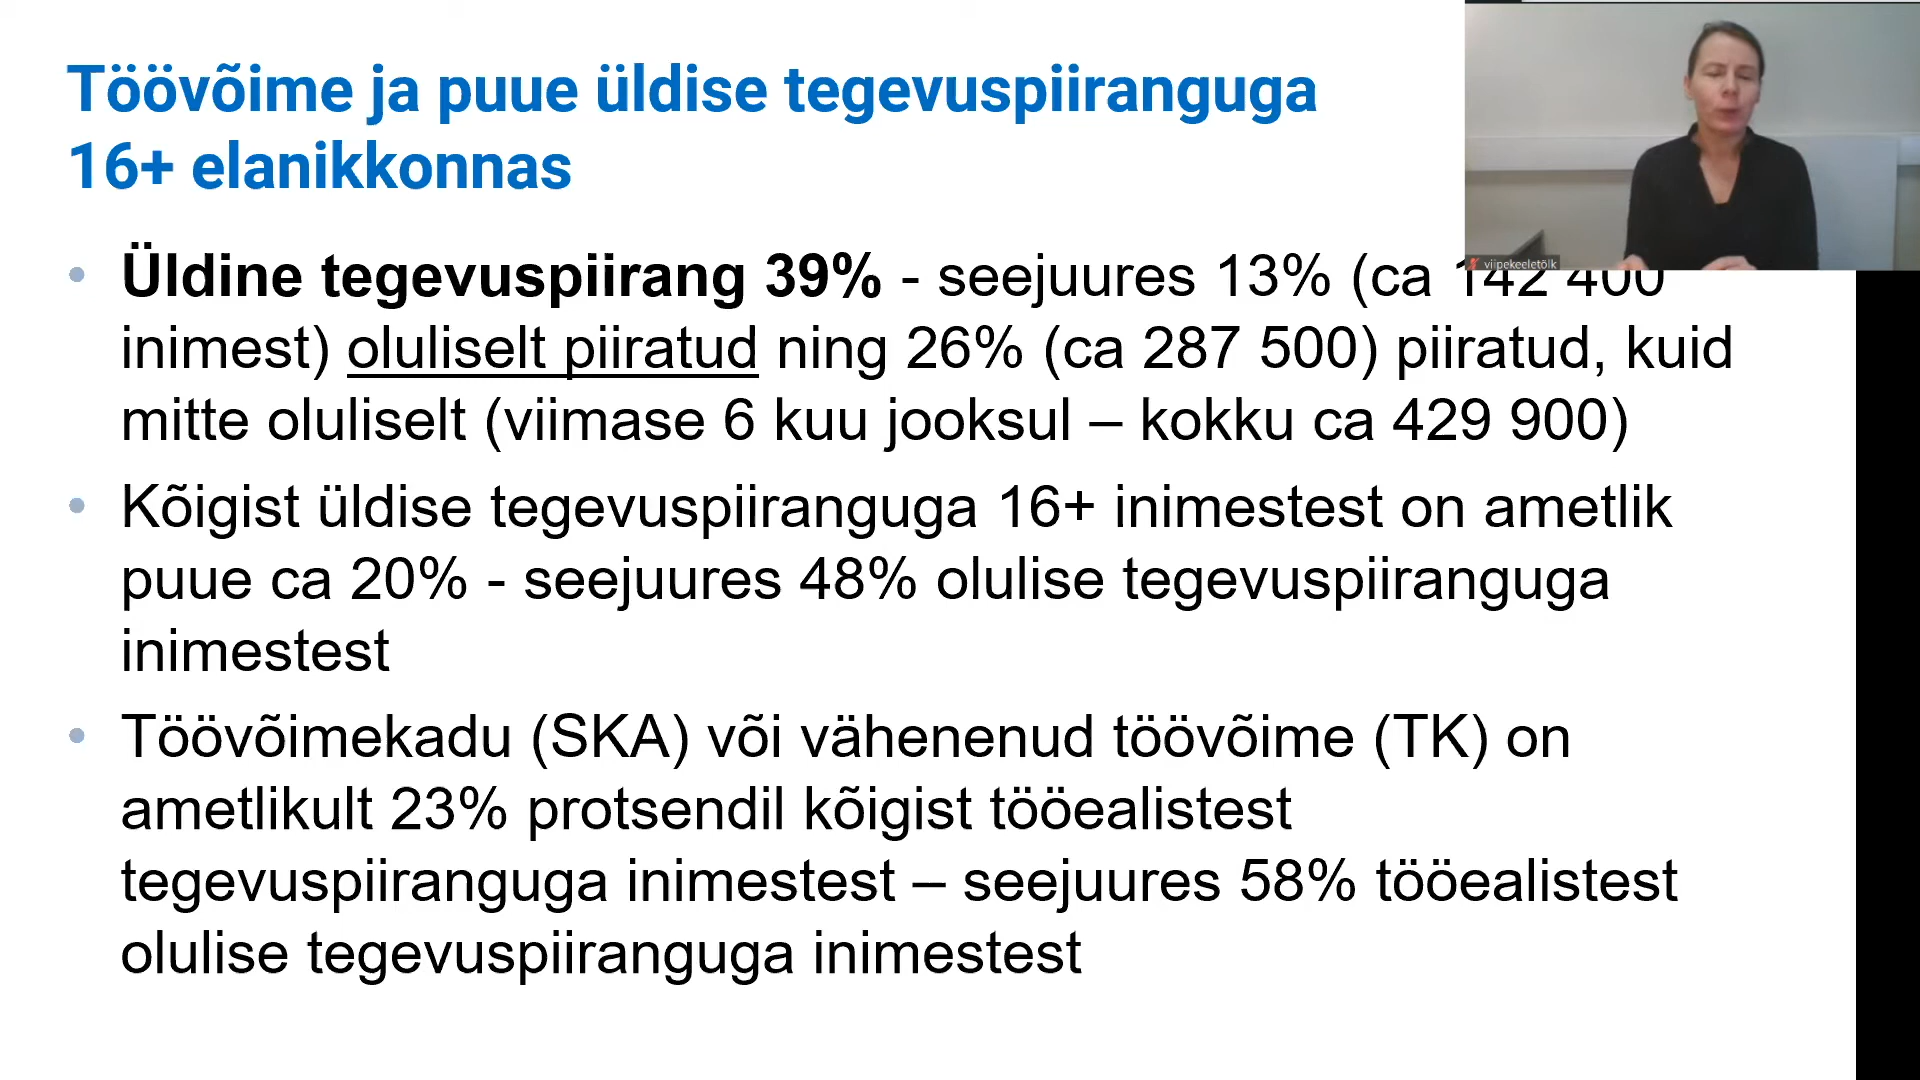 Töövõime ja puue üldise tegevuspiiranguga
16+ elanikkonnas
viipekeeletõlk
• Üldine tegevuspiirang 39% - seejuures 13% (ca 142 400
inimest) oluliselt piiratud ning 26% (ca 287 500) piiratud, kuid
mitte oluliselt (viimase 6 kuu jooksul – kokku ca 429 900)
• Kõigist üldise tegevuspiiranguga 16+ inimestest on ametlik
puue ca 20% - seejuures 48% olulise tegevuspiiranguga
inimestest
• Töövõimekadu (SKA) või vähenenud töövõime (TK) on
ametlikult 23% protsendil kõigist tööealistest
tegevuspiiranguga inimestest – seejuures 58% tööealistest
olulise tegevuspiiranguga inimestest